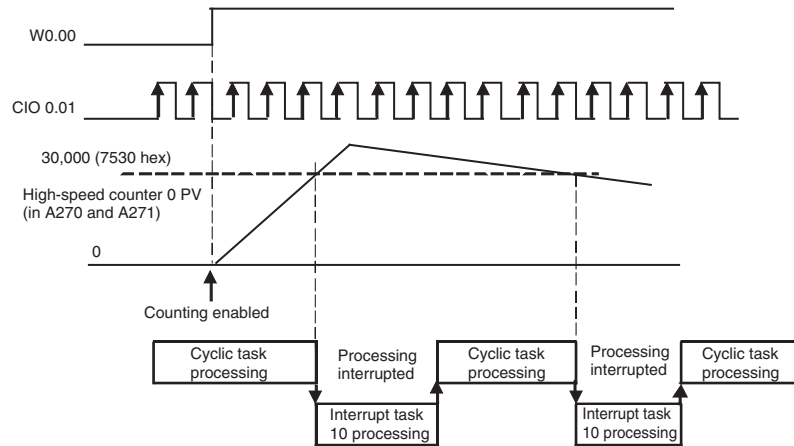 W0.00
CIO 0.01
30,000 (7530 hex)
High-speed counter 0 PV
(in A270 and A271)
0
Counting enabled
Cyclic task
processing
Processing
interrupted
Cyclic task
processing
Processing
interrupted
Cyclic task
processing
Interrupt task
10 processing
Interrupt task
10 processing